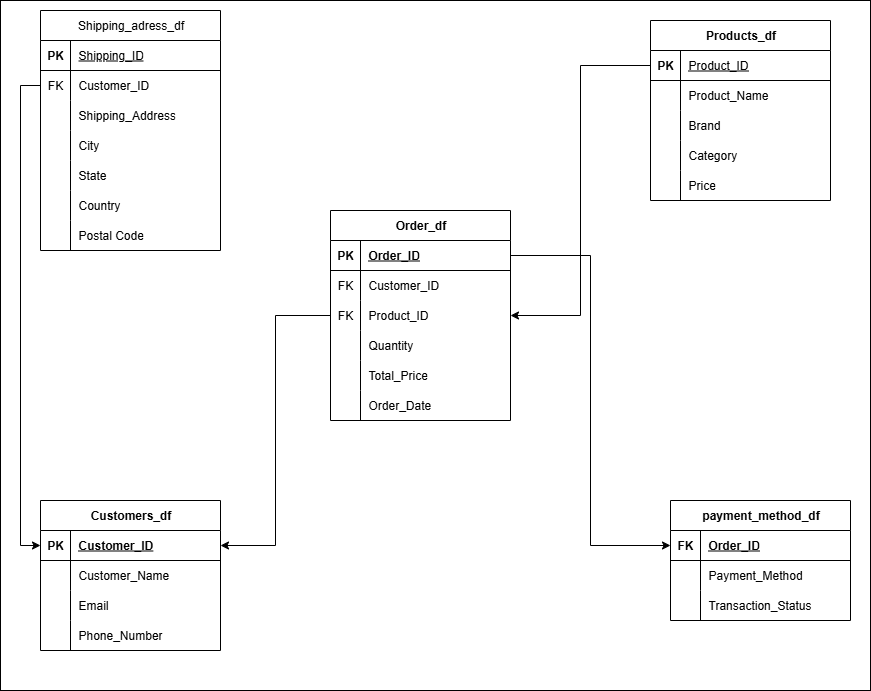 Shipping_adress_df
PK Shipping_ID
FK Customer_ID
Shipping_Address
City
State
Country
Postal Code
Products_df
PK Product_ID
Product_Name
Brand
Category
Price
Order_df
PK Order_ID
FK Customer_ID
FK Product_ID
Quantity
Total_Price
Order_Date
Customers_df
PK Customer_ID
Customer_Name
Email
Phone_Number
payment_method_df
FK Order_ID
Payment_Method
Transaction_Status